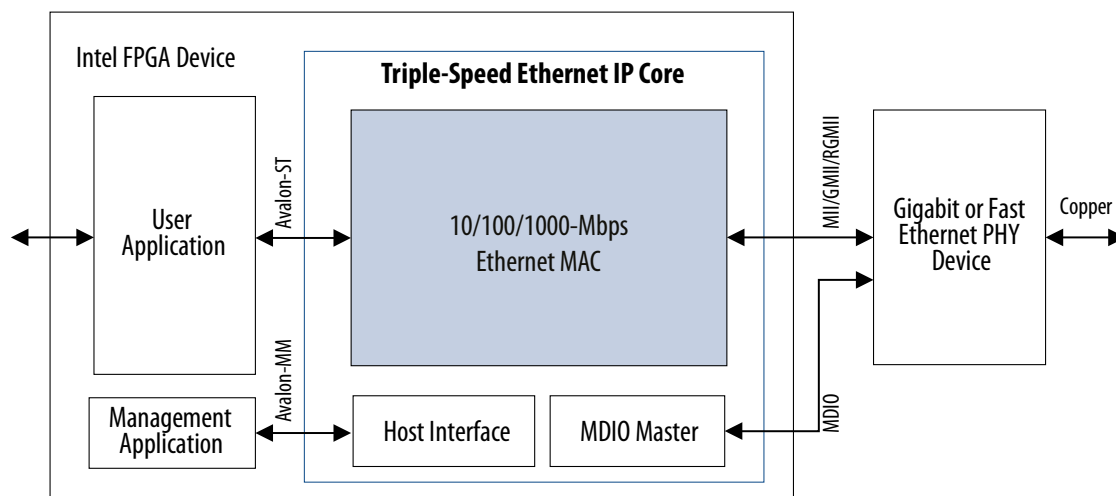 Intel FPGA Device
Triple-Speed Ethernet IP Core
User
Application
Avalon-ST
10/100/1000-Mbps
Ethernet MAC
MII/GMII/RGMII
Gigabit or Fast
Ethernet PHY
Device
Copper
Management
Application
Avalon-MM
Host Interface
MDIO Master
MDIO